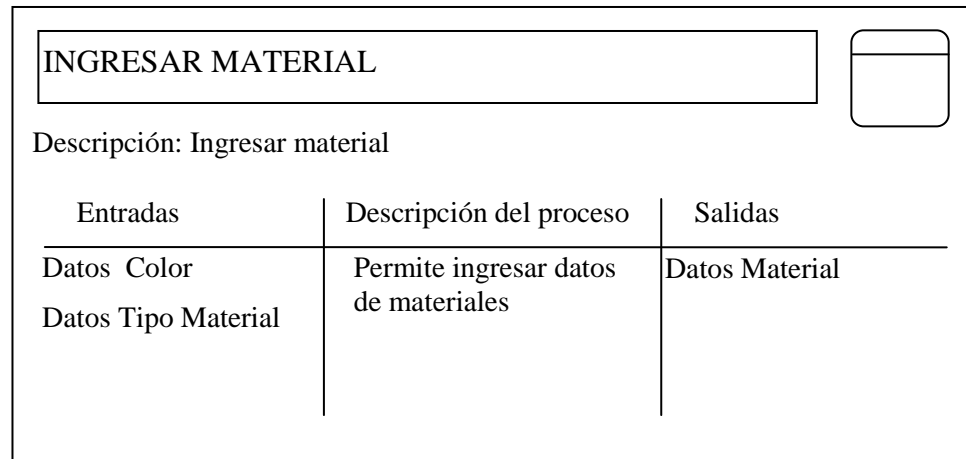 INGRESAR MATERIAL
Descripción: Ingresar material
Entradas Descripción del proceso Salidas
Datos Color
Datos Tipo Material
Permite ingresar datos
de materiales
Datos Material